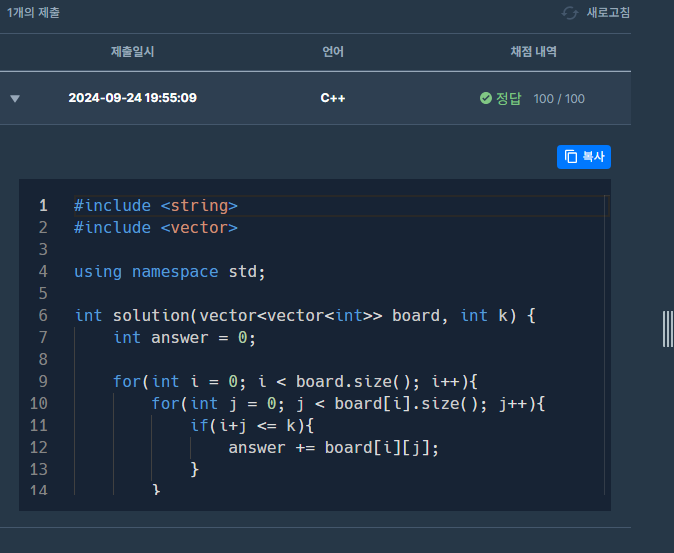 1개의 제출 새로고침
제출일시 언어 채점 내역
2024-09-24 19:55:09 C++ 정답 100 / 100
복사
1 #include <string>
2 #include <vector>
3
4 using namespace std;
5
6 int solution(vector<vector<int>> board, int k) {
7     int answer = 0;
8
9     for(int i = 0; i < board.size(); i++){
10         for(int j = 0; j < board[i].size(); j++){
11             if(i+j <= k){
12                 answer += board[i][j];
13             }
14         }